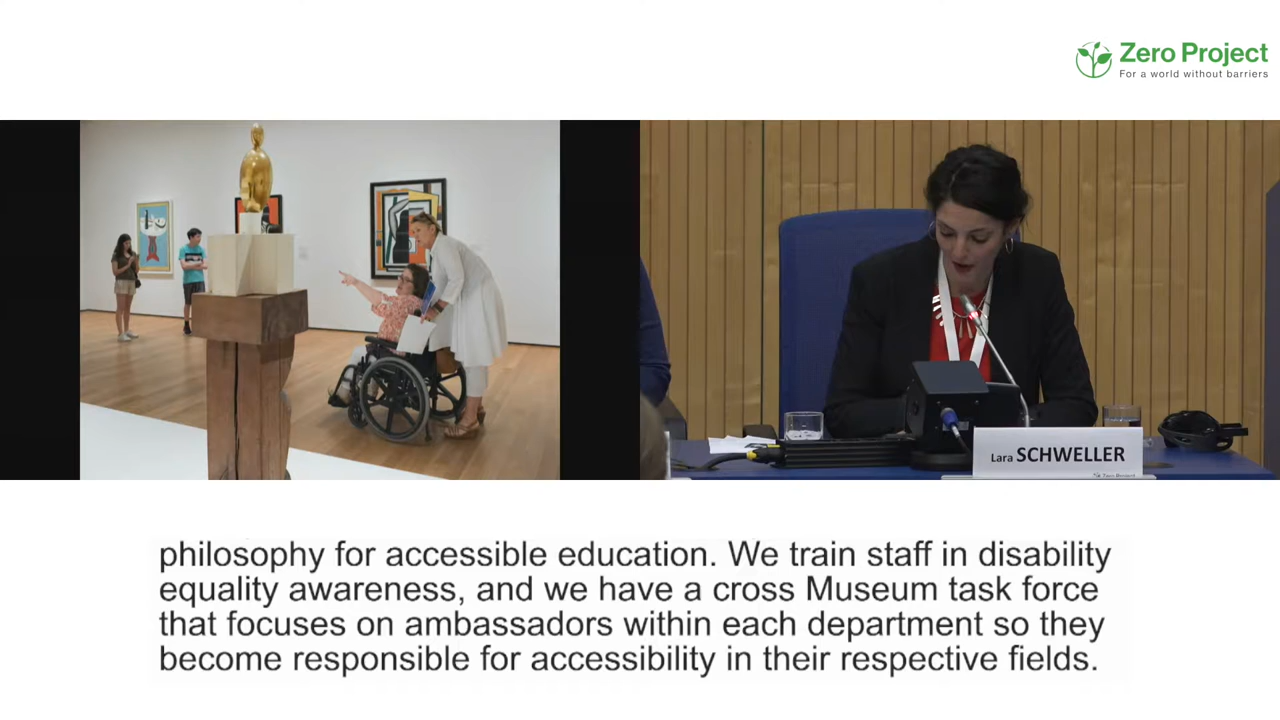 Zero Project
For a world without barriers
Lara SCHWELLER
philosophy for accessible education. We train staff in disability
equality awareness, and we have a cross Museum task force
that focuses on ambassadors within each department so they
become responsible for accessibility in their respective fields.